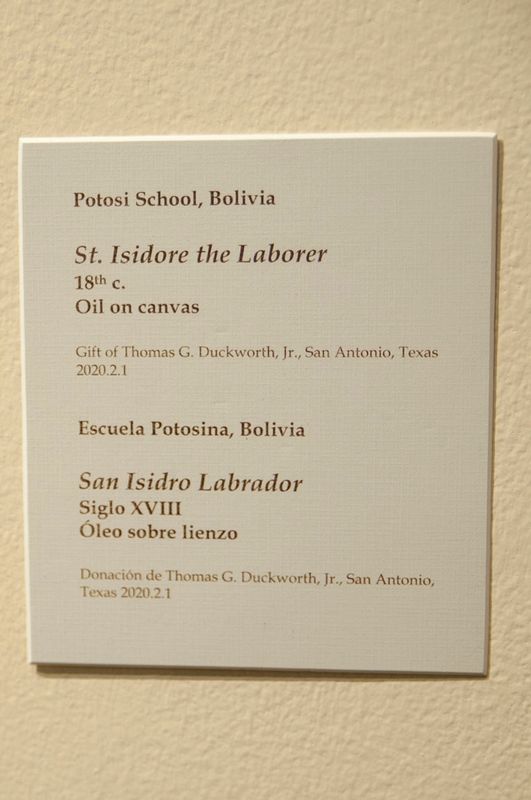 Potosi School, Bolivia
St. Isidore the Laborer
18th c.
Oil on canvas
Gift of Thomas G. Duckworth, Jr., San Antonio, Texas
2020.2.1
Escuela Potosina, Bolivia
San Isidro Labrador
Siglo XVIII
Óleo sobre lienzo
Donación de Thomas G. Duckworth, Jr., San Antonio,
Texas 2020.2.1